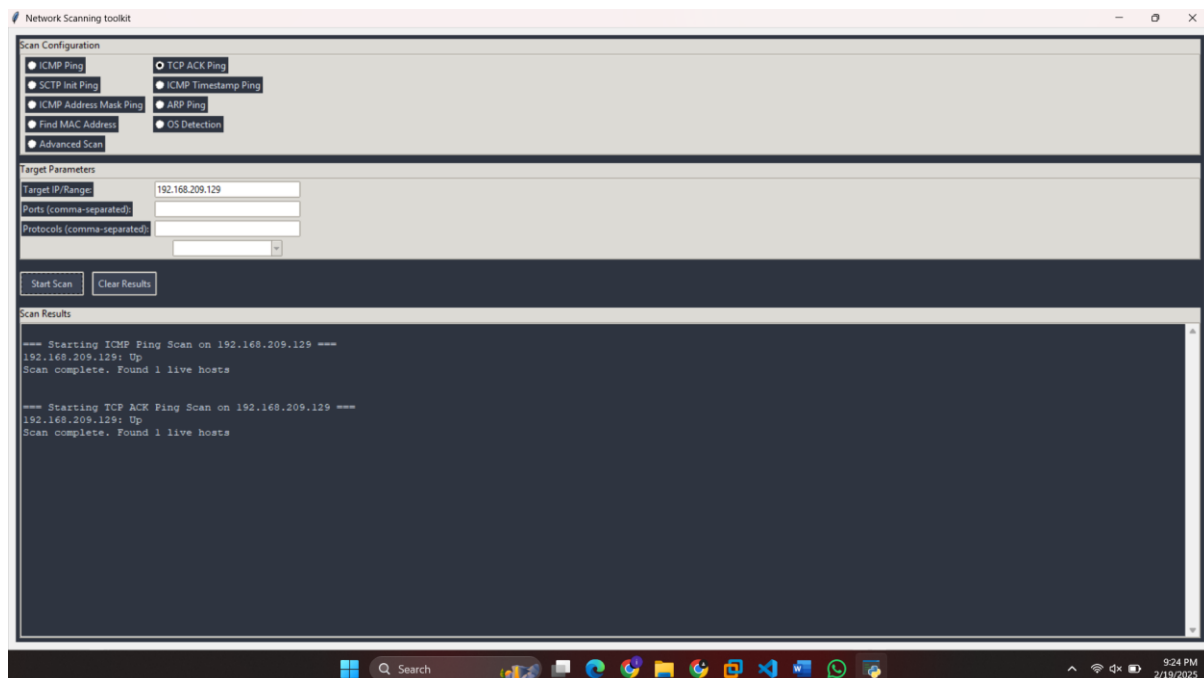 Network Scanning toolkit
Scan Configuration
ICMP Ping TCP ACK Ping
SCTP Init Ping ICMP Timestamp Ping
ICMP Address Mask Ping ARP Ping
Find MAC Address OS Detection
Advanced Scan
Target Parameters
Target IP/Range: 192.168.209.129
Ports (comma-separated):
Protocols (comma-separated):
Start Scan Clear Results
Scan Results
=== Starting ICMP Ping Scan on 192.168.209.129 ===
192.168.209.129: Up
Scan complete. Found 1 live hosts
=== Starting TCP ACK Ping Scan on 192.168.209.129 ===
192.168.209.129: Up
Scan complete. Found 1 live hosts
Search
9:24 PM
2/19/2025